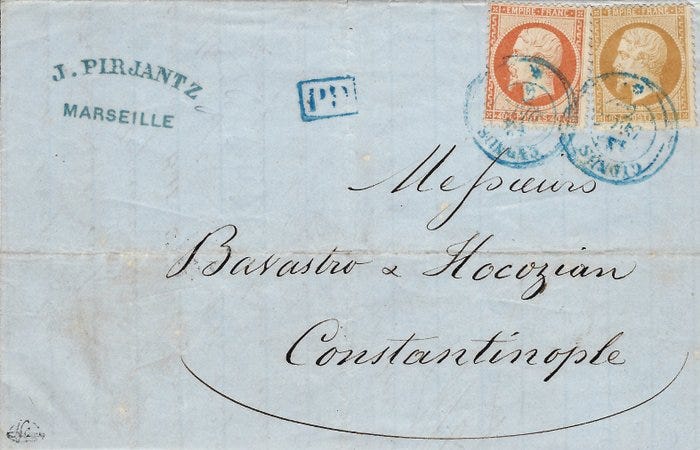 EMPIRE FRANC.
EMPIRE FRANC.
J. PIRJANTZ
MARSEILLE
PD
Messieurs
Bavastro & Hocozian
Constantinople